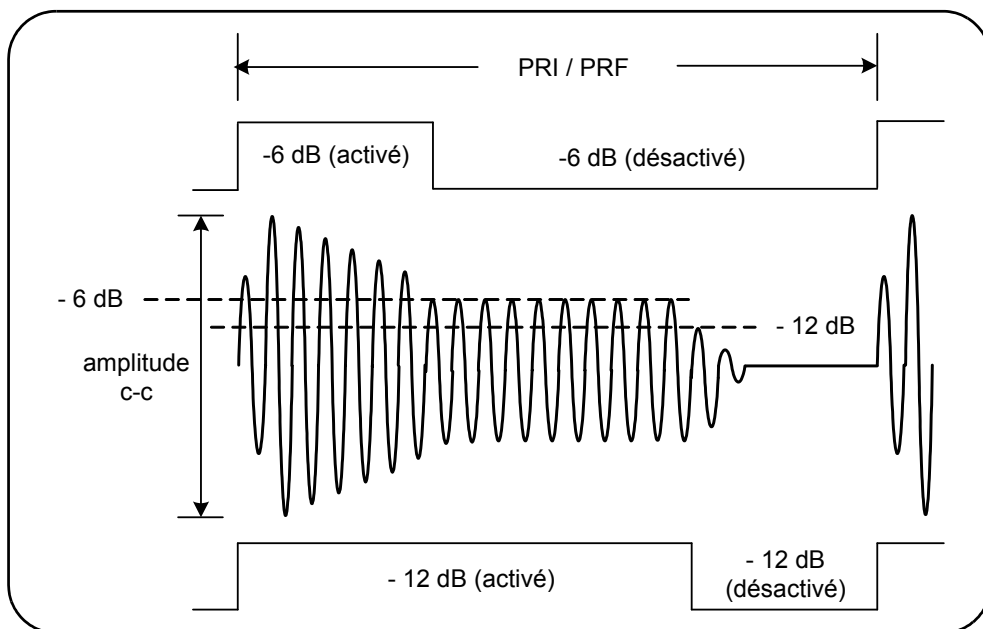 PRI / PRF
-6 dB (activé)
-6 dB (désactivé)
- 6 dB
- 12 dB
amplitude
c-c
- 12 dB (activé)
- 12 dB
(désactivé)